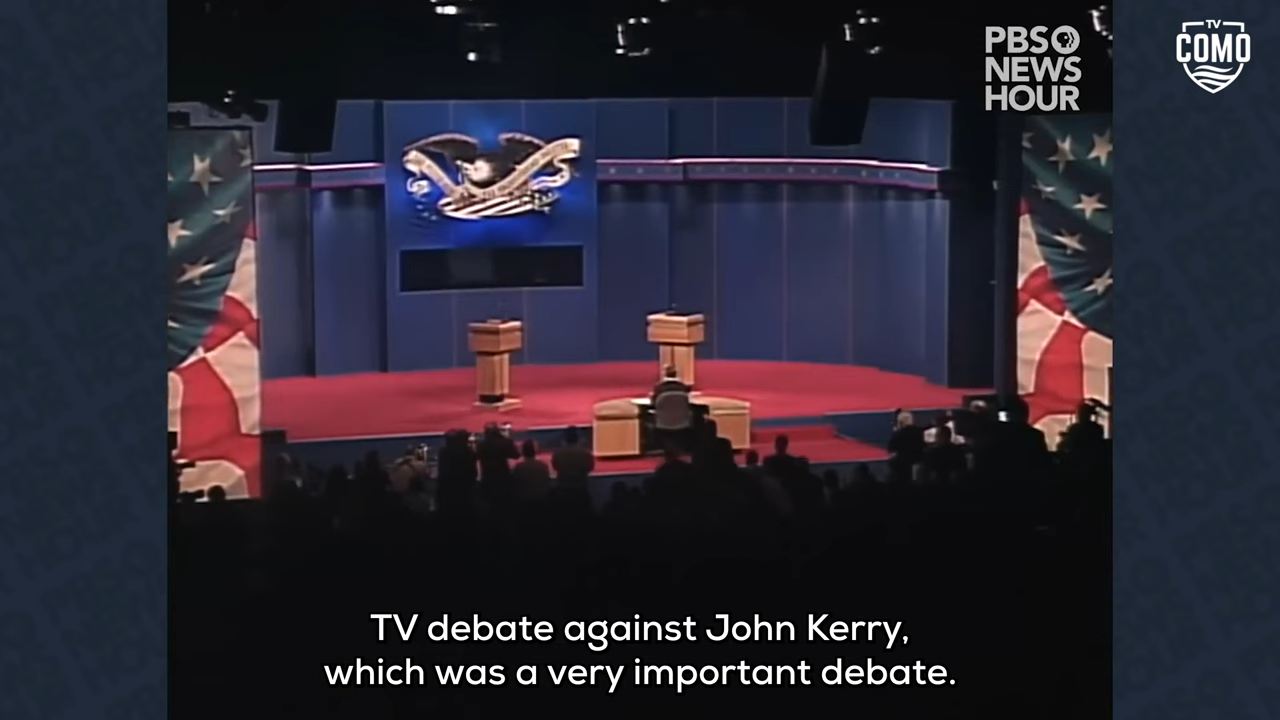 PBS
NEWS
HOUR
TV
COMO
TV debate against John Kerry,
which was a very important debate.